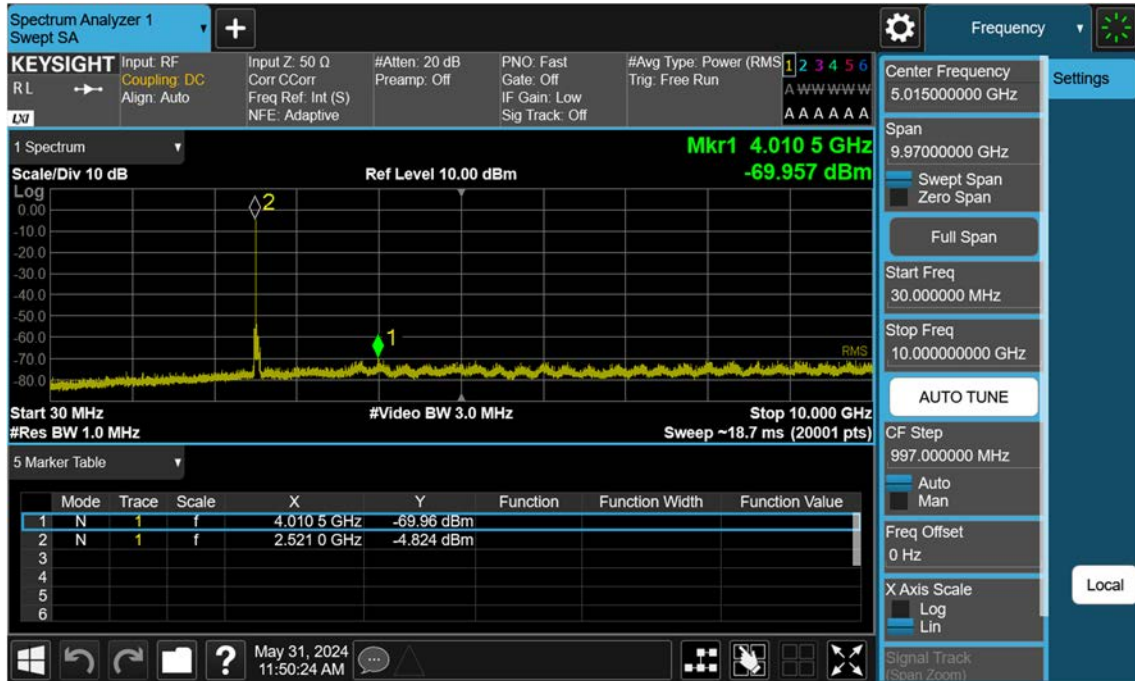 Spectrum Analyzer 1
Swept SA
Frequency
KEYSIGHT
RL
LXI
Input: RF
Coupling: DC
Align: Auto
Input Z: 50 Ω
Corr CCorr
Freq Ref: Int (S)
NFE: Adaptive
#Atten: 20 dB
Preamp: Off
PNO: Fast
Gate: Off
IF Gain: Low
Sig Track: Off
#Avg Type: Power (RMS
Trig: Free Run
1 2 3 4 5 6
A W W W W W
A A A A A A
1 Spectrum
Mkr1 4.010 5 GHz
-69.957 dBm
Scale/Div 10 dB
Ref Level 10.00 dBm
Log
0.00
-10.0
-20.0
-30.0
-40.0
-50.0
-60.0
-70.0
-80.0
2
1
RMS
Start 30 MHz
#Video BW 3.0 MHz
Stop 10.000 GHz
#Res BW 1.0 MHz
Sweep ~18.7 ms (20001 pts)
5 Marker Table
Mode Trace Scale X Y Function Function Width Function Value
1 N 1 f 4.010 5 GHz -69.96 dBm
2 N 1 f 2.521 0 GHz -4.824 dBm
3
4
5
6
?
May 31, 2024
11:50:24 AM
Center Frequency
5.015000000 GHz
Span
9.97000000 GHz
Swept Span
Zero Span
Full Span
Start Freq
30.000000 MHz
Stop Freq
10.000000000 GHz
AUTO TUNE
CF Step
997.000000 MHz
Auto
Man
Freq Offset
0 Hz
X Axis Scale
Log
Lin
Signal Track
(Span Zoom)
Settings
Local